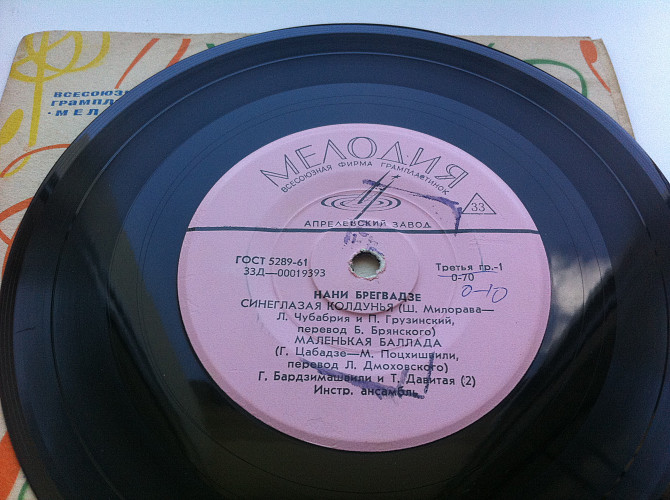 ВСЕСОЮЗ
ГРАМПЛ
• МЕЛ
МЕЛОДИЯ
ВСЕСОЮЗНАЯ ФИРМА ГРАМПЛАСТИНОК
33
АПРЕЛЕВСКИЙ ЗАВОД
ГОСТ 5289-61
33Д—00019393
Третья гр.-1
0-70
0-10
НАНИ БРЕГВАДЗЕ
СИНЕГЛАЗАЯ КОЛДУНЬЯ (Ш. Милорава—
Л. Чубабрия и П. Грузинский,
перевод Б. Брянского)
МАЛЕНЬКАЯ БАЛЛАДА
(Г. Цабадзе—М. Поцхишвили,
перевод Л. Дмоховского)
Г. Бардзимашвили и Т. Давитая (2)
Инстр. ансамбль